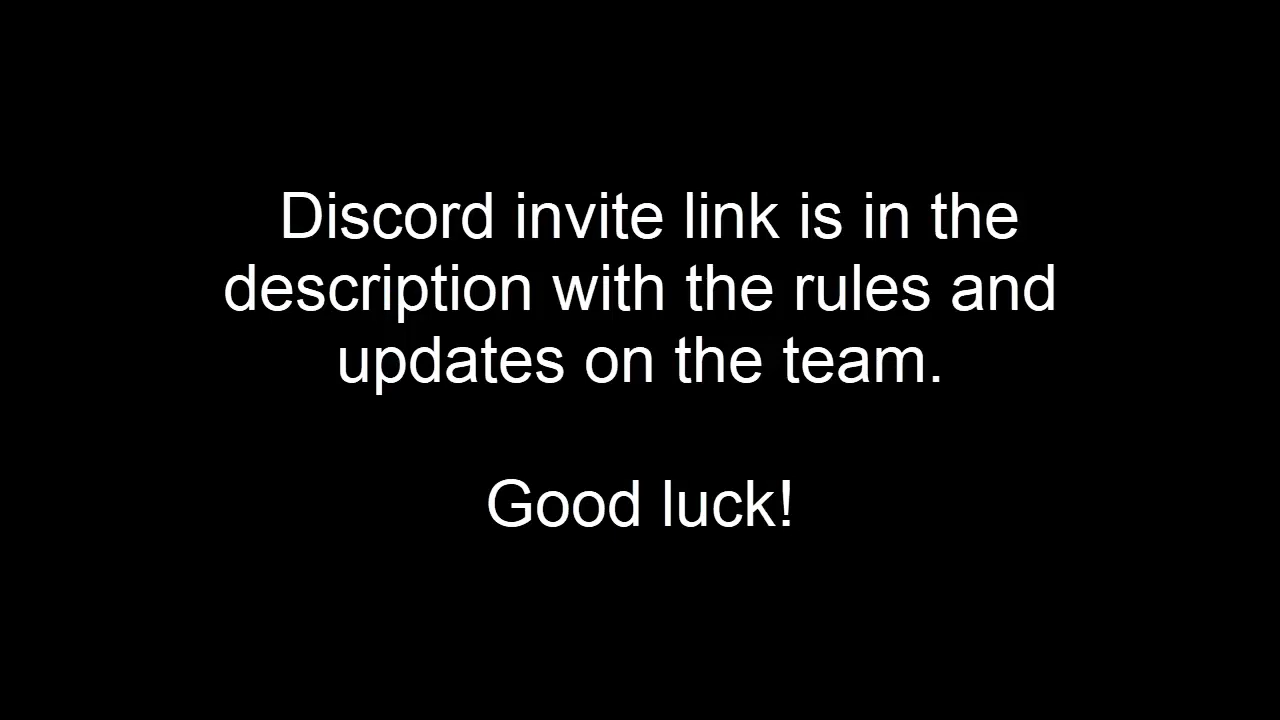 Discord invite link is in the
description with the rules and
updates on the team.
Good luck!